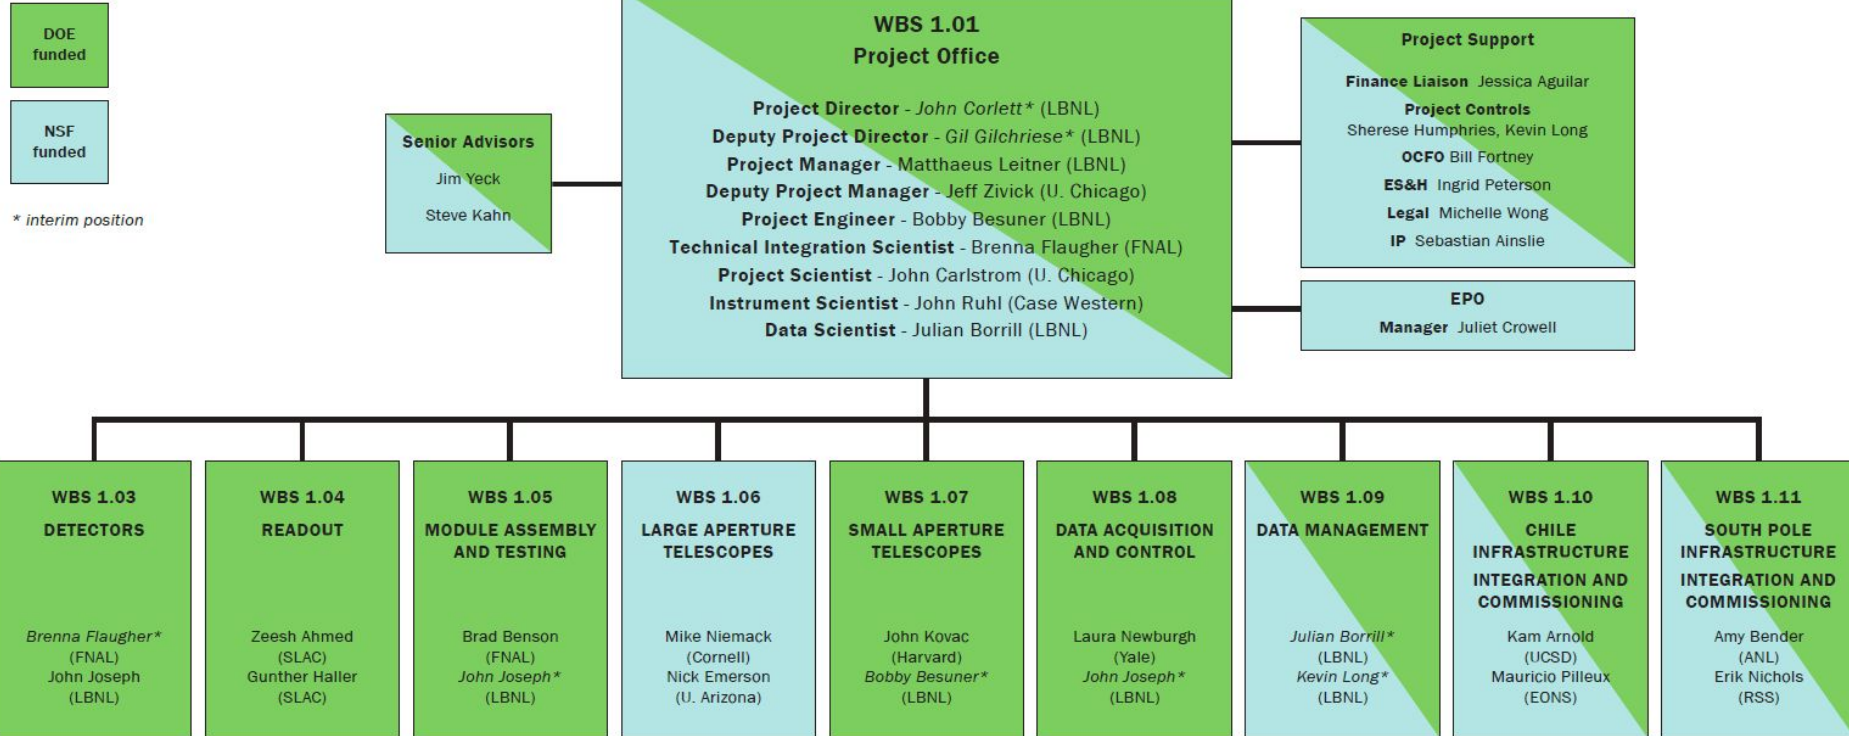 DOE
funded
NSF
funded
* interim position
Senior Advisors
Jim Yeck
Steve Kahn
WBS 1.01
Project Office
Project Director - John Corlett* (LBNL)
Deputy Project Director - Gil Gilchriese* (LBNL)
Project Manager - Matthaeus Leitner (LBNL)
Deputy Project Manager - Jeff Zivick (U. Chicago)
Project Engineer - Bobby Besuner (LBNL)
Technical Integration Scientist - Brenna Flaugher (FNAL)
Project Scientist - John Carlstrom (U. Chicago)
Instrument Scientist - John Ruhl (Case Western)
Data Scientist - Julian Borrill (LBNL)
Project Support
Finance Liaison Jessica Aguilar
Project Controls
Sherese Humphries, Kevin Long
OCFO Bill Fortney
ES&H Ingrid Peterson
Legal Michelle Wong
IP Sebastian Ainslie
EPO
Manager Juliet Crowell
WBS 1.03
DETECTORS
Brenna Flaugher*
(FNAL)
John Joseph
(LBNL)
WBS 1.04
READOUT
Zeesh Ahmed
(SLAC)
Gunther Haller
(SLAC)
WBS 1.05
MODULE ASSEMBLY
AND TESTING
Brad Benson
(FNAL)
John Joseph*
(LBNL)
WBS 1.06
LARGE APERTURE
TELESCOPES
Mike Niemack
(Cornell)
Nick Emerson
(U. Arizona)
WBS 1.07
SMALL APERTURE
TELESCOPES
John Kovac
(Harvard)
Bobby Besuner*
(LBNL)
WBS 1.08
DATA ACQUISITION
AND CONTROL
Laura Newburgh
(Yale)
John Joseph*
(LBNL)
WBS 1.09
DATA MANAGEMENT
Julian Borrill*
(LBNL)
Kevin Long*
(LBNL)
WBS 1.10
CHILE
INFRASTRUCTURE
INTEGRATION AND
COMMISSIONING
Kam Arnold
(UCSD)
Mauricio Pilleux
(EONS)
WBS 1.11
SOUTH POLE
INFRASTRUCTURE
INTEGRATION AND
COMMISSIONING
Amy Bender
(ANL)
Erik Nichols
(RSS)